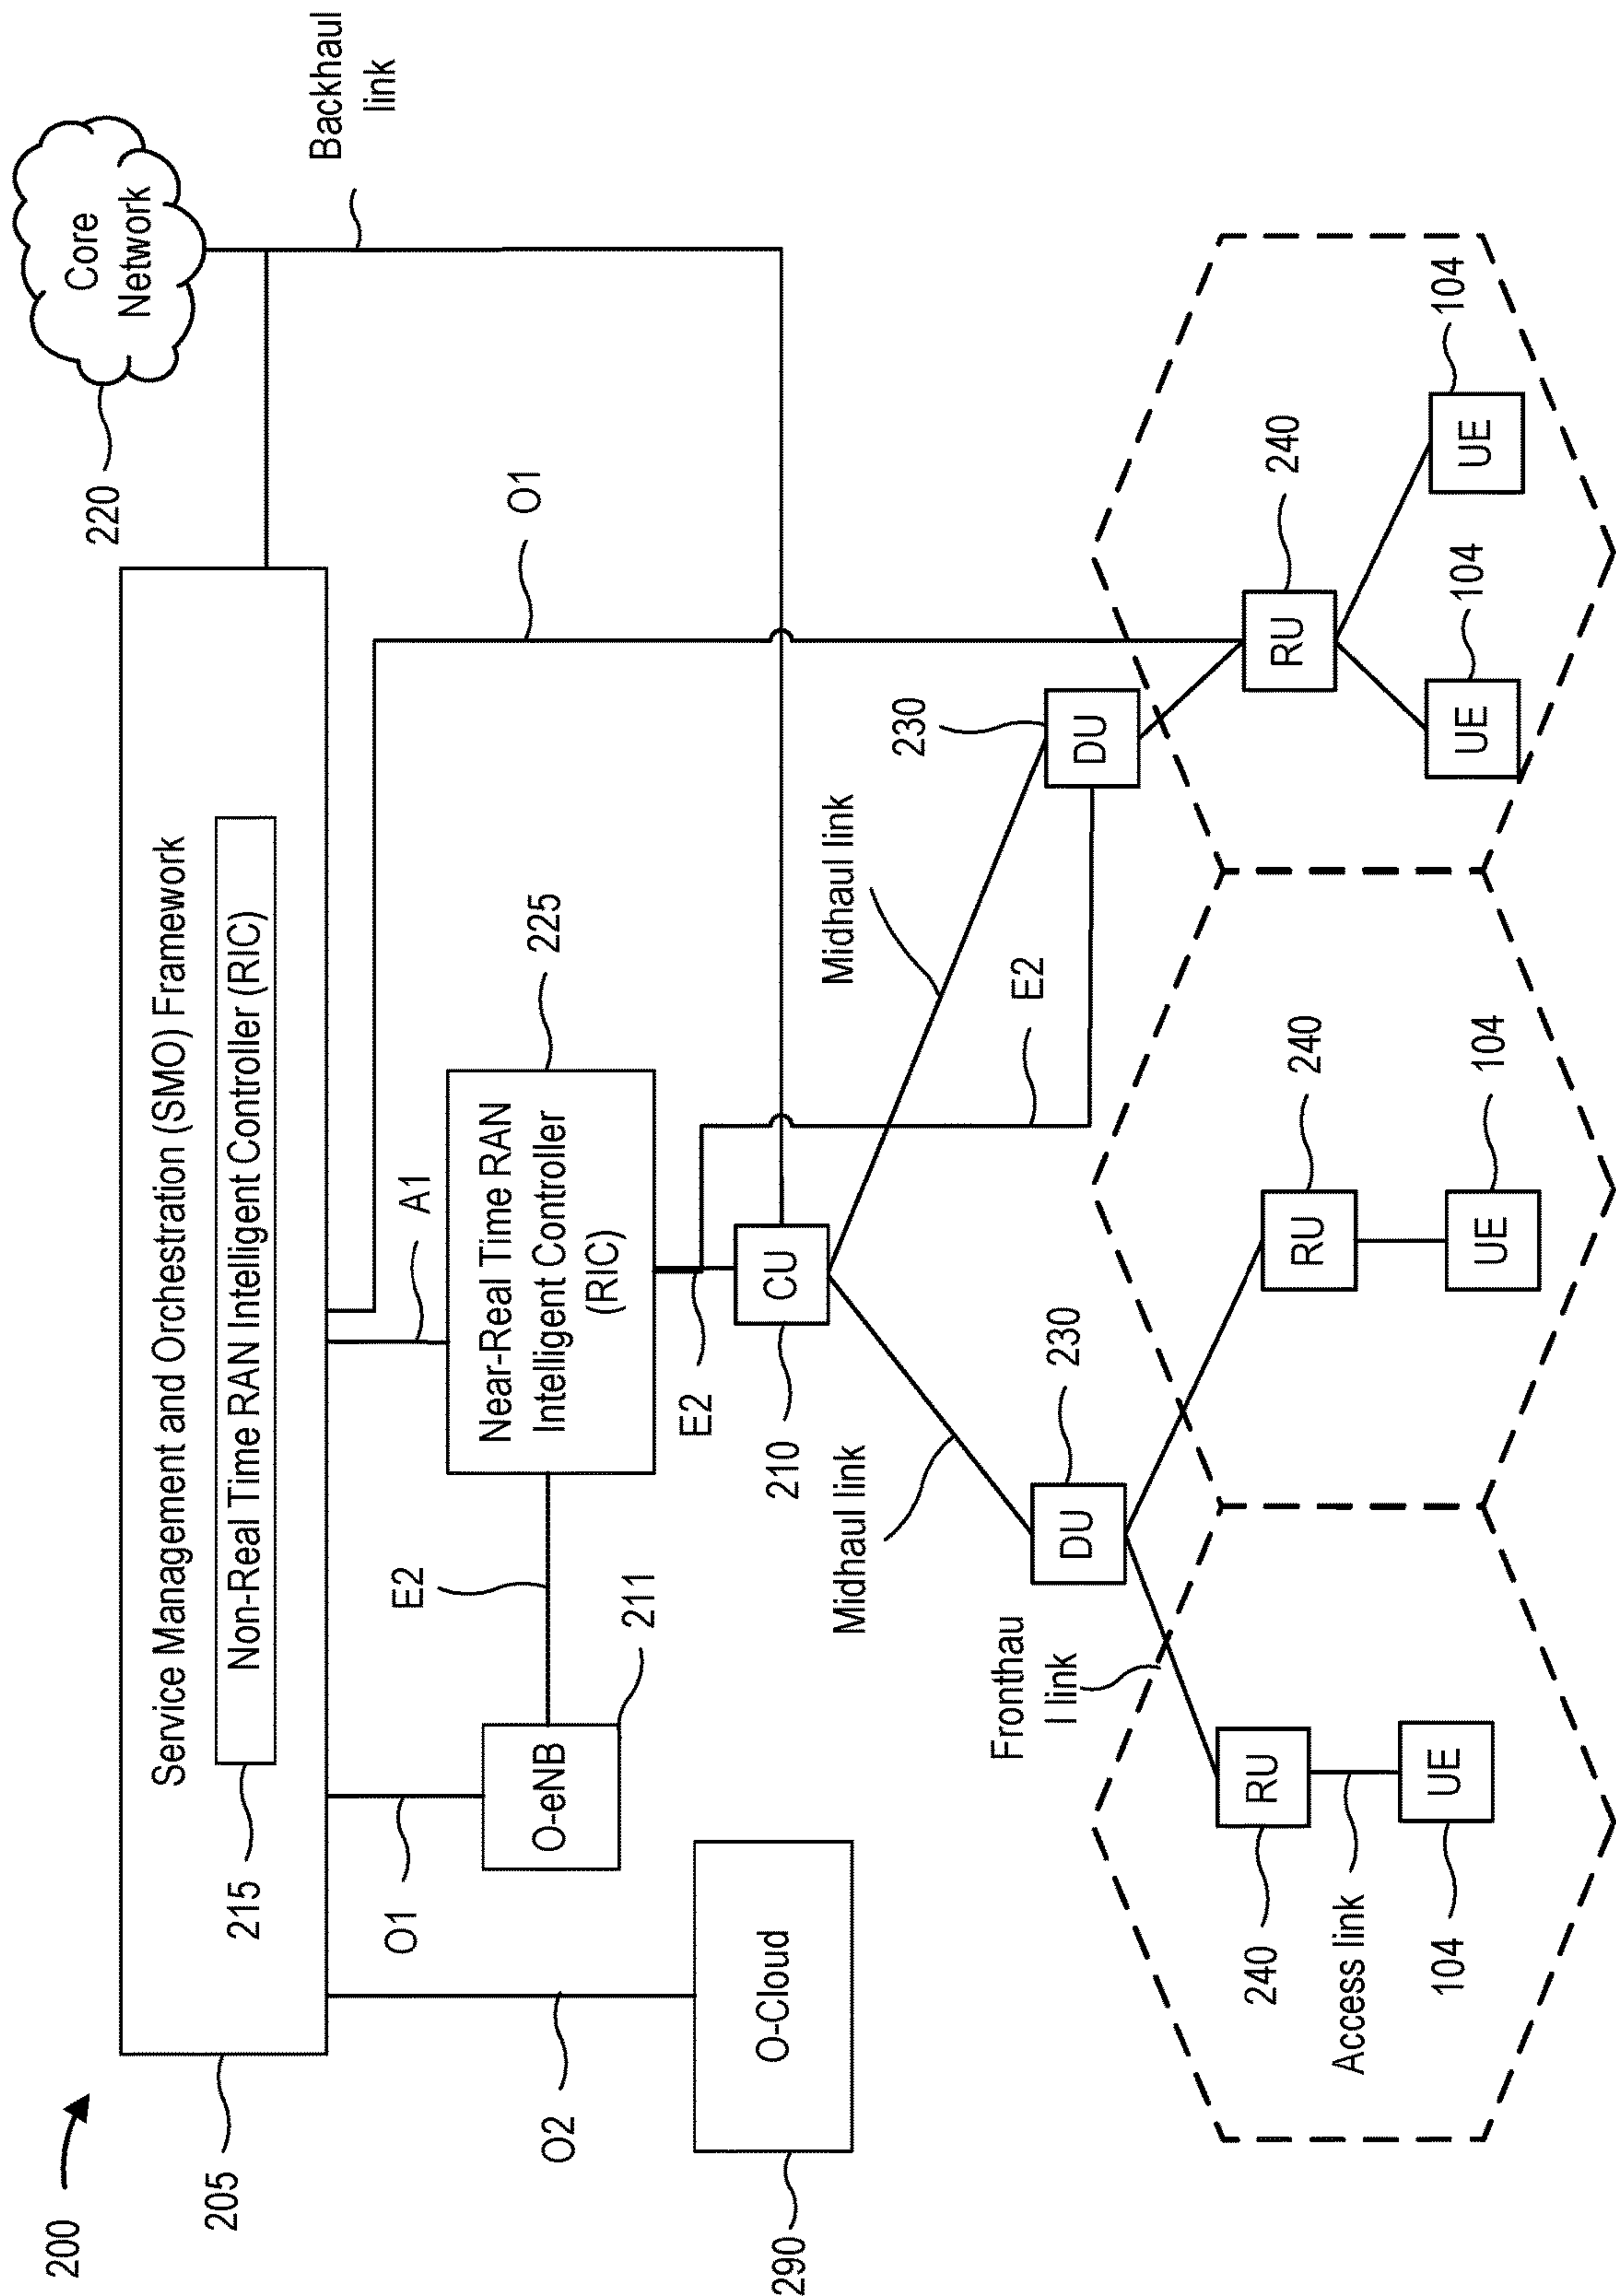 200
205
Service Management and Orchestration (SMO) Framework
215
Non-Real Time RAN Intelligent Controller (RIC)
220
Core
Network
Backhaul
link
O2
O1
A1
O1
290
O-Cloud
O-eNB
211
E2
Near-Real Time RAN
Intelligent Controller
(RIC)
225
E2
210
CU
Midhaul link
Midhaul link
E2
230
DU
230
DU
Fronthau
l link
240
RU
Access link
104
UE
240
RU
104
UE
240
RU
104
UE
104
UE